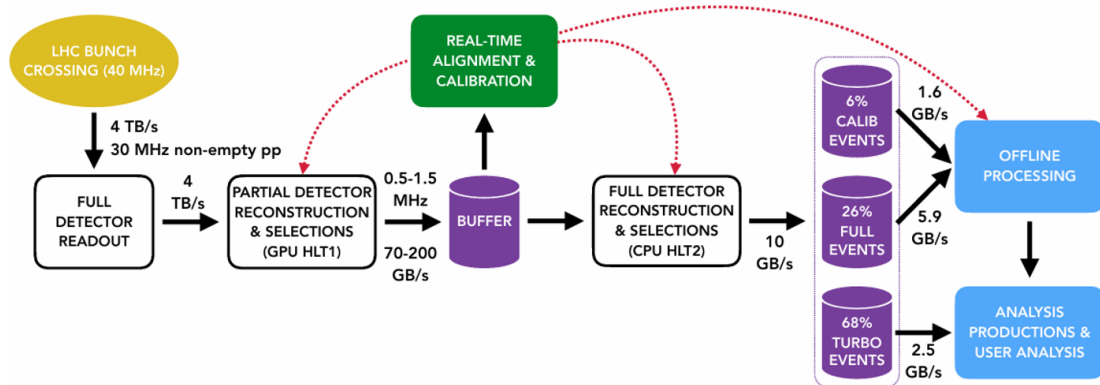 LHC BUNCH
CROSSING (40 MHz)
4 TB/s
30 MHz non-empty pp
FULL
DETECTOR
READOUT
4
TB/s
PARTIAL DETECTOR
RECONSTRUCTION
& SELECTIONS
(GPU HLT1)
0.5-1.5
MHz
70-200
GB/s
REAL-TIME
ALIGNMENT &
CALIBRATION
BUFFER
FULL DETECTOR
RECONSTRUCTION
& SELECTIONS
(CPU HLT2)
10
GB/s
6%
CALIB
EVENTS
1.6
GB/s
26%
FULL
EVENTS
5.9
GB/s
68%
TURBO
EVENTS
2.5
GB/s
OFFLINE
PROCESSING
ANALYSIS
PRODUCTIONS &
USER ANALYSIS